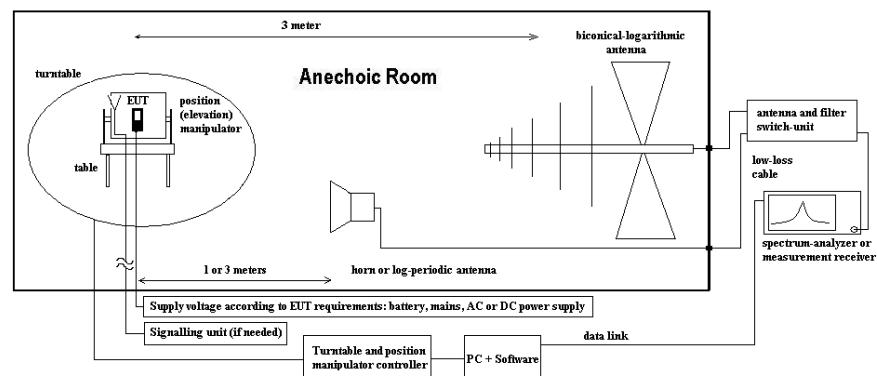 3 meter
biconical-logarithmic
antenna
turntable
Anechoic Room
EUT
position
(elevation)
manipulator
antenna and filter
switch-unit
table
low-loss
cable
spectrum-analyzer or
measurement receiver
1 or 3 meters
horn or log-periodic antenna
Supply voltage according to EUT requirements: battery, mains, AC or DC power supply
Signalling unit (if needed)
data link
Turntable and position
manipulator controller
PC + Software